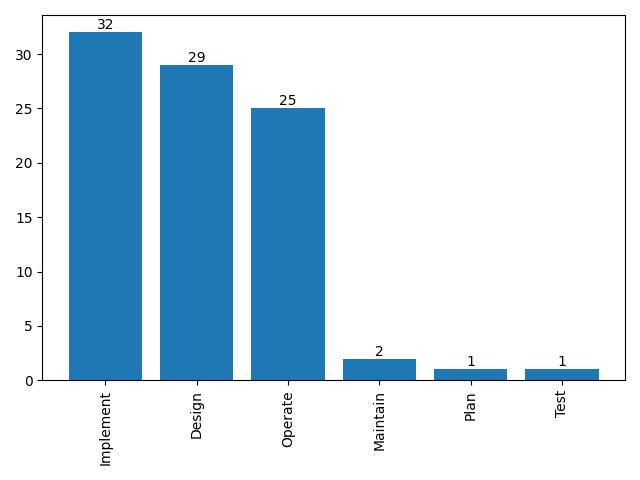 32
29
25
2
1
1
30
25
20
15
10
5
0
Implement
Design
Operate
Maintain
Plan
Test